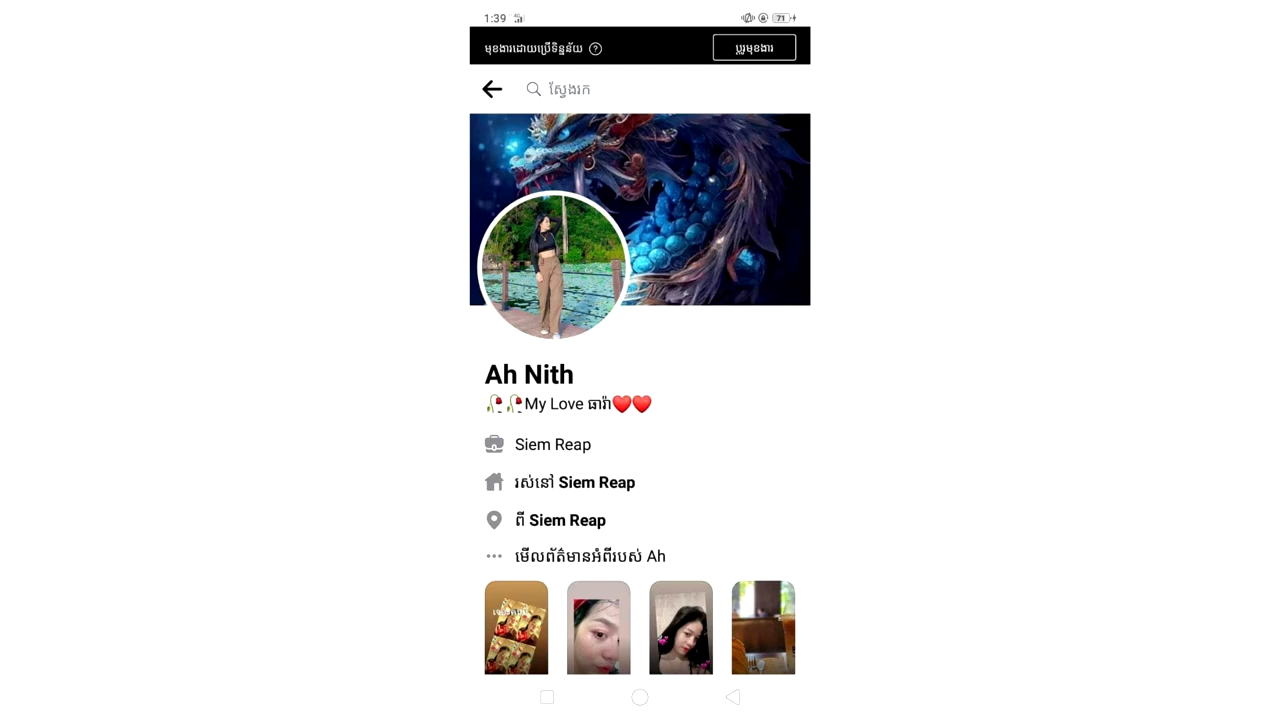 1:39
71
មុខងារដោយប្រើទិន្នន័យ ?
ប្ដូរមុខងារ
ស្វែងរក
Ah Nith
🥀🥀My Love ធារ៉ា❤️❤️
Siem Reap
រស់នៅ Siem Reap
ពី Siem Reap
មើលព័ត៌មានអំពីរបស់ Ah